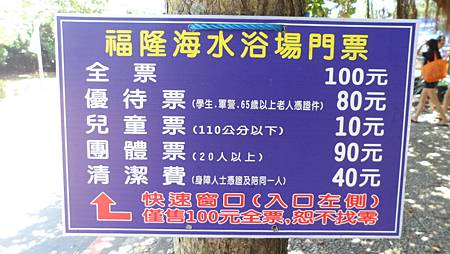 福隆海水浴場門票
全票 100元
優待票(學生.軍警.65歲以上老人憑證件) 80元
兒童票(110公分以下) 10元
團體票(20人以上) 90元
清潔費(身障人士憑證及陪同一人) 40元
快速窗口(入口左側)
僅售100元全票,恕不找零